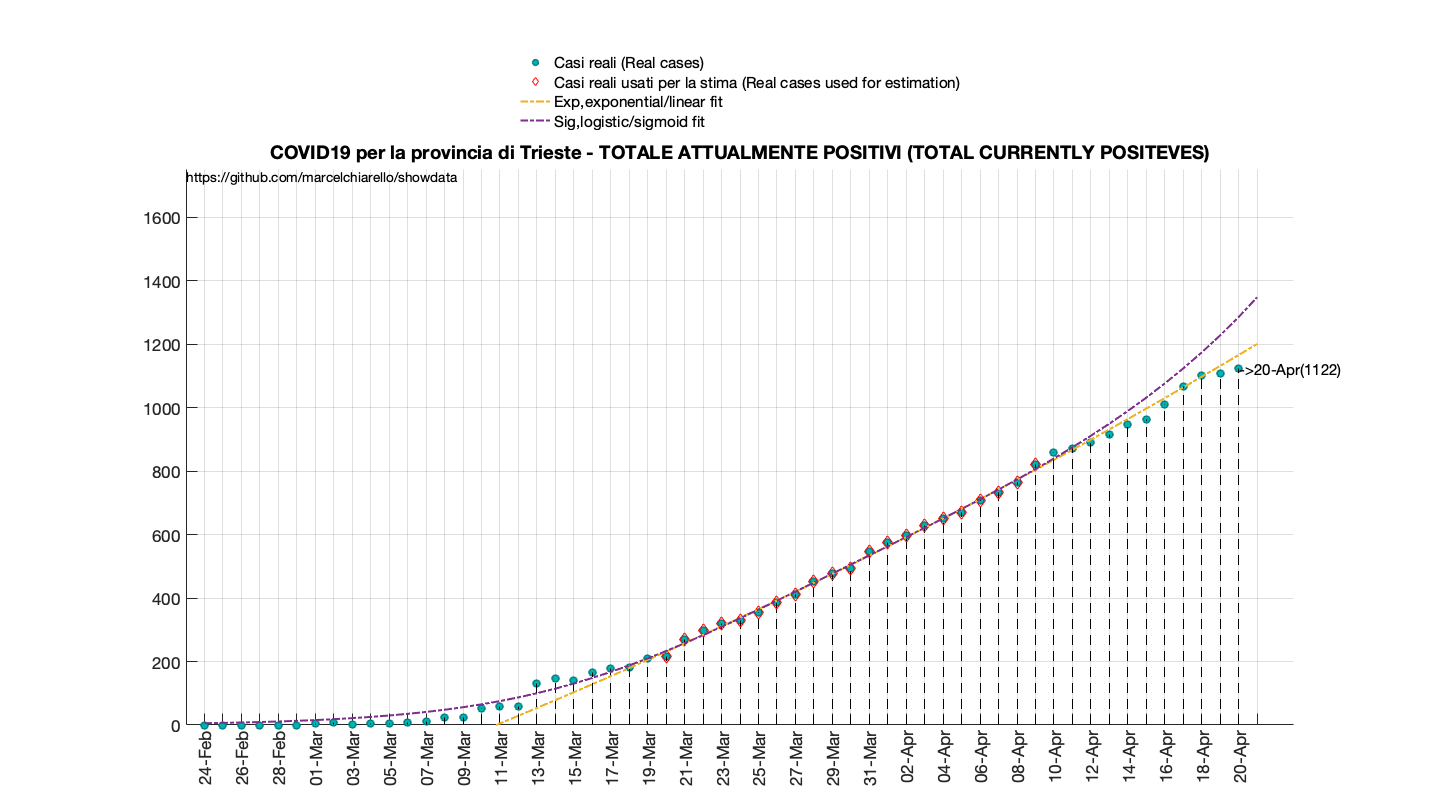 Casi reali (Real cases)
Casi reali usati per la stima (Real cases used for estimation)
Exp,exponential/linear fit
Sig,logistic/sigmoid fit
COVID19 per la provincia di Trieste - TOTALE ATTUALMENTE POSITIVI (TOTAL CURRENTLY POSITEVES)
https://github.com/marcelchiarello/showdata
1600
1400
1200
->20-Apr(1122)
1000
800
600
400
200
0
24-Feb
26-Feb
28-Feb
01-Mar
03-Mar
05-Mar
07-Mar
09-Mar
11-Mar
13-Mar
15-Mar
17-Mar
19-Mar
21-Mar
23-Mar
25-Mar
27-Mar
29-Mar
31-Mar
02-Apr
04-Apr
06-Apr
08-Apr
10-Apr
12-Apr
14-Apr
16-Apr
18-Apr
20-Apr